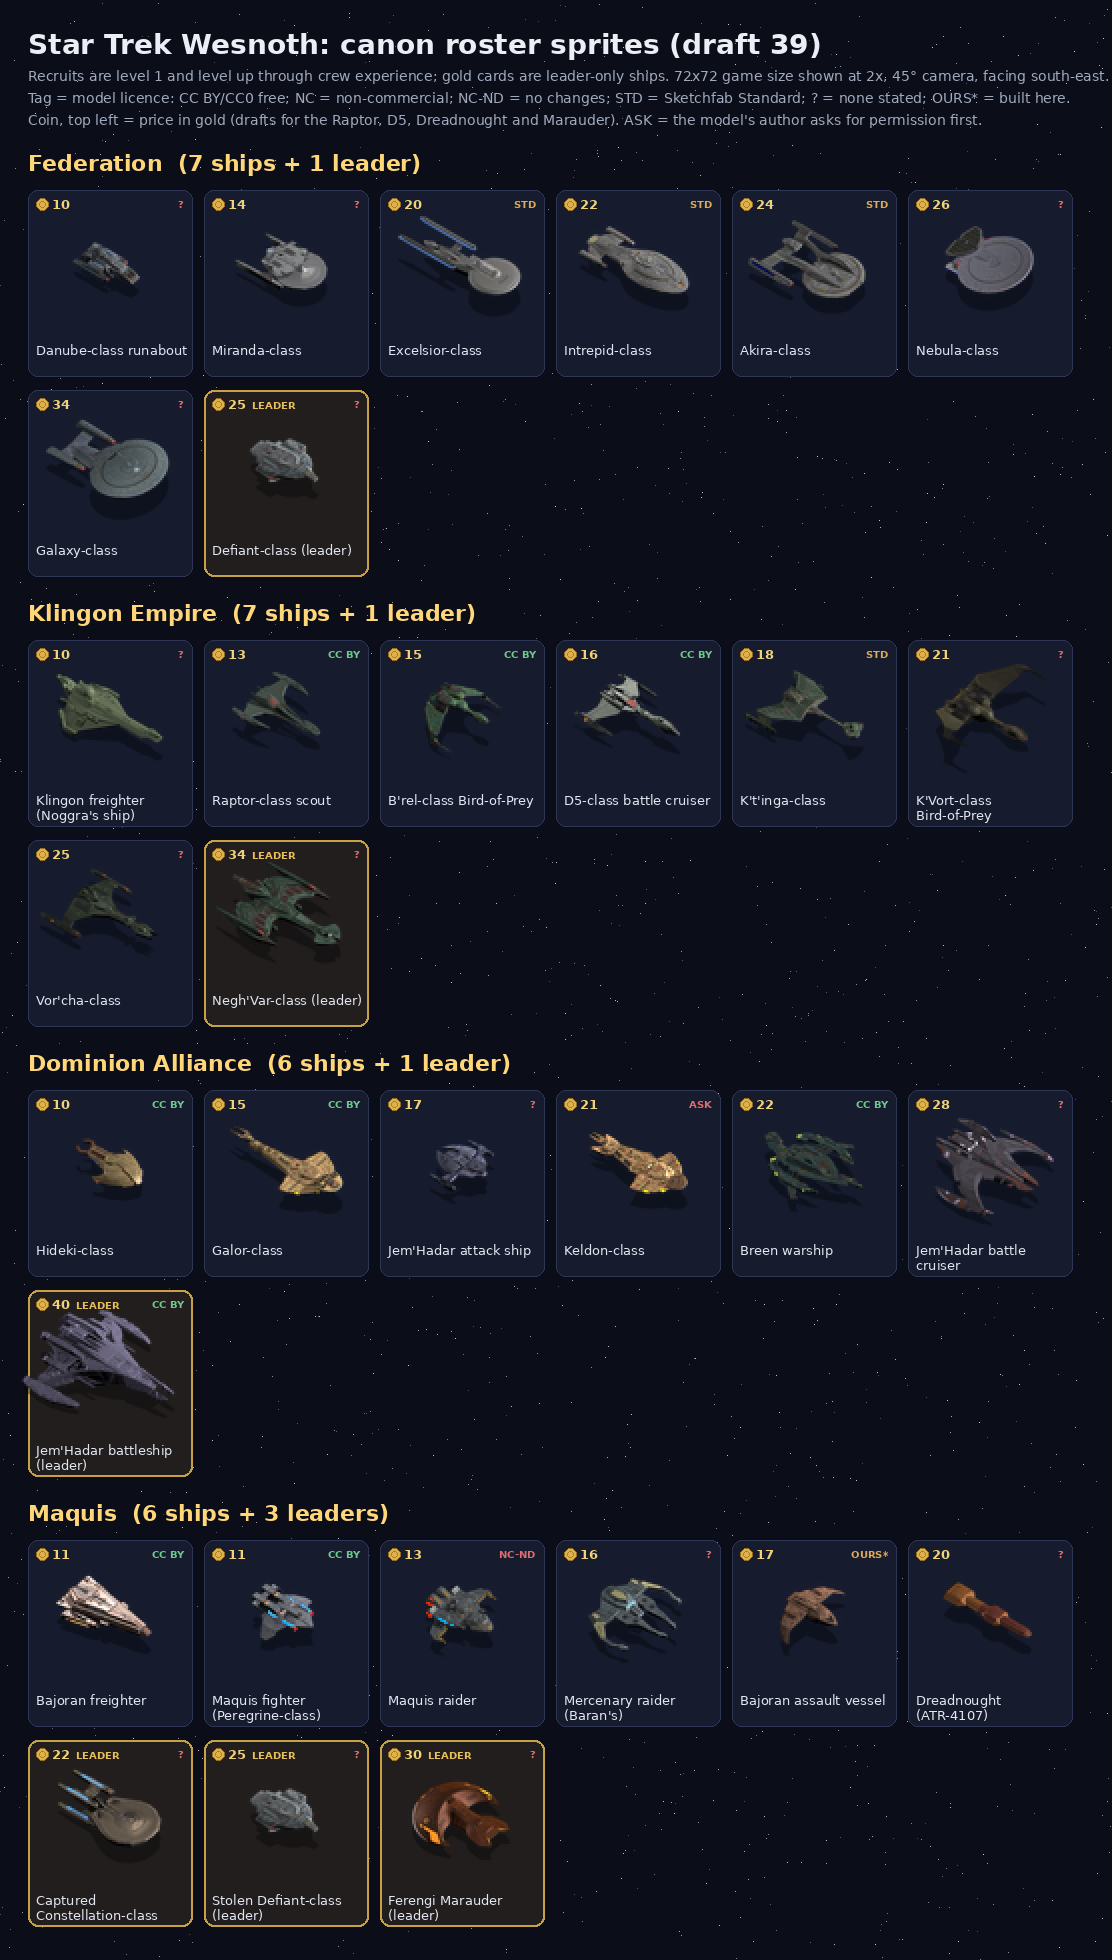 Star Trek Wesnoth: canon roster sprites (draft 39)
Recruits are level 1 and level up through crew experience; gold cards are leader-only ships. 72x72 game size shown at 2x, 45° camera, facing south-east.
Tag = model licence: CC BY/CC0 free; NC = non-commercial; NC-ND = no changes; STD = Sketchfab Standard; ? = none stated; OURS* = built here.
Coin, top left = price in gold (drafts for the Raptor, D5, Dreadnought and Marauder). ASK = the model's author asks for permission first.
Federation (7 ships + 1 leader)
10 ?
Danube-class runabout
14 ?
Miranda-class
20 STD
Excelsior-class
22 STD
Intrepid-class
24 STD
Akira-class
26 ?
Nebula-class
34 ?
Galaxy-class
25 LEADER ?
Defiant-class (leader)
Klingon Empire (7 ships + 1 leader)
10 ?
Klingon freighter
(Noggra's ship)
13 CC BY
Raptor-class scout
15 CC BY
B'rel-class Bird-of-Prey
16 CC BY
D5-class battle cruiser
18 STD
K't'inga-class
21 ?
K'Vort-class
Bird-of-Prey
25 ?
Vor'cha-class
34 LEADER ?
Negh'Var-class (leader)
Dominion Alliance (6 ships + 1 leader)
10 CC BY
Hideki-class
15 CC BY
Galor-class
17 ?
Jem'Hadar attack ship
21 ASK
Keldon-class
22 CC BY
Breen warship
28 ?
Jem'Hadar battle
cruiser
40 LEADER CC BY
Jem'Hadar battleship
(leader)
Maquis (6 ships + 3 leaders)
11 CC BY
Bajoran freighter
11 CC BY
Maquis fighter
(Peregrine-class)
13 NC-ND
Maquis raider
16 ?
Mercenary raider
(Baran's)
17 OURS*
Bajoran assault vessel
20 ?
Dreadnought
(ATR-4107)
22 LEADER ?
Captured
Constellation-class
25 LEADER ?
Stolen Defiant-class
(leader)
30 LEADER ?
Ferengi Marauder
(leader)